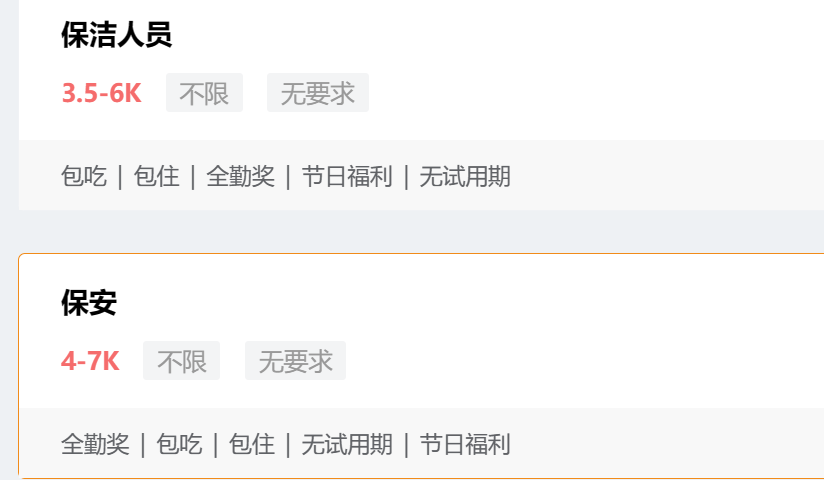 保洁人员
3.5-6K 不限 无要求
包吃 | 包住 | 全勤奖 | 节日福利 | 无试用期
保安
4-7K 不限 无要求
全勤奖 | 包吃 | 包住 | 无试用期 | 节日福利